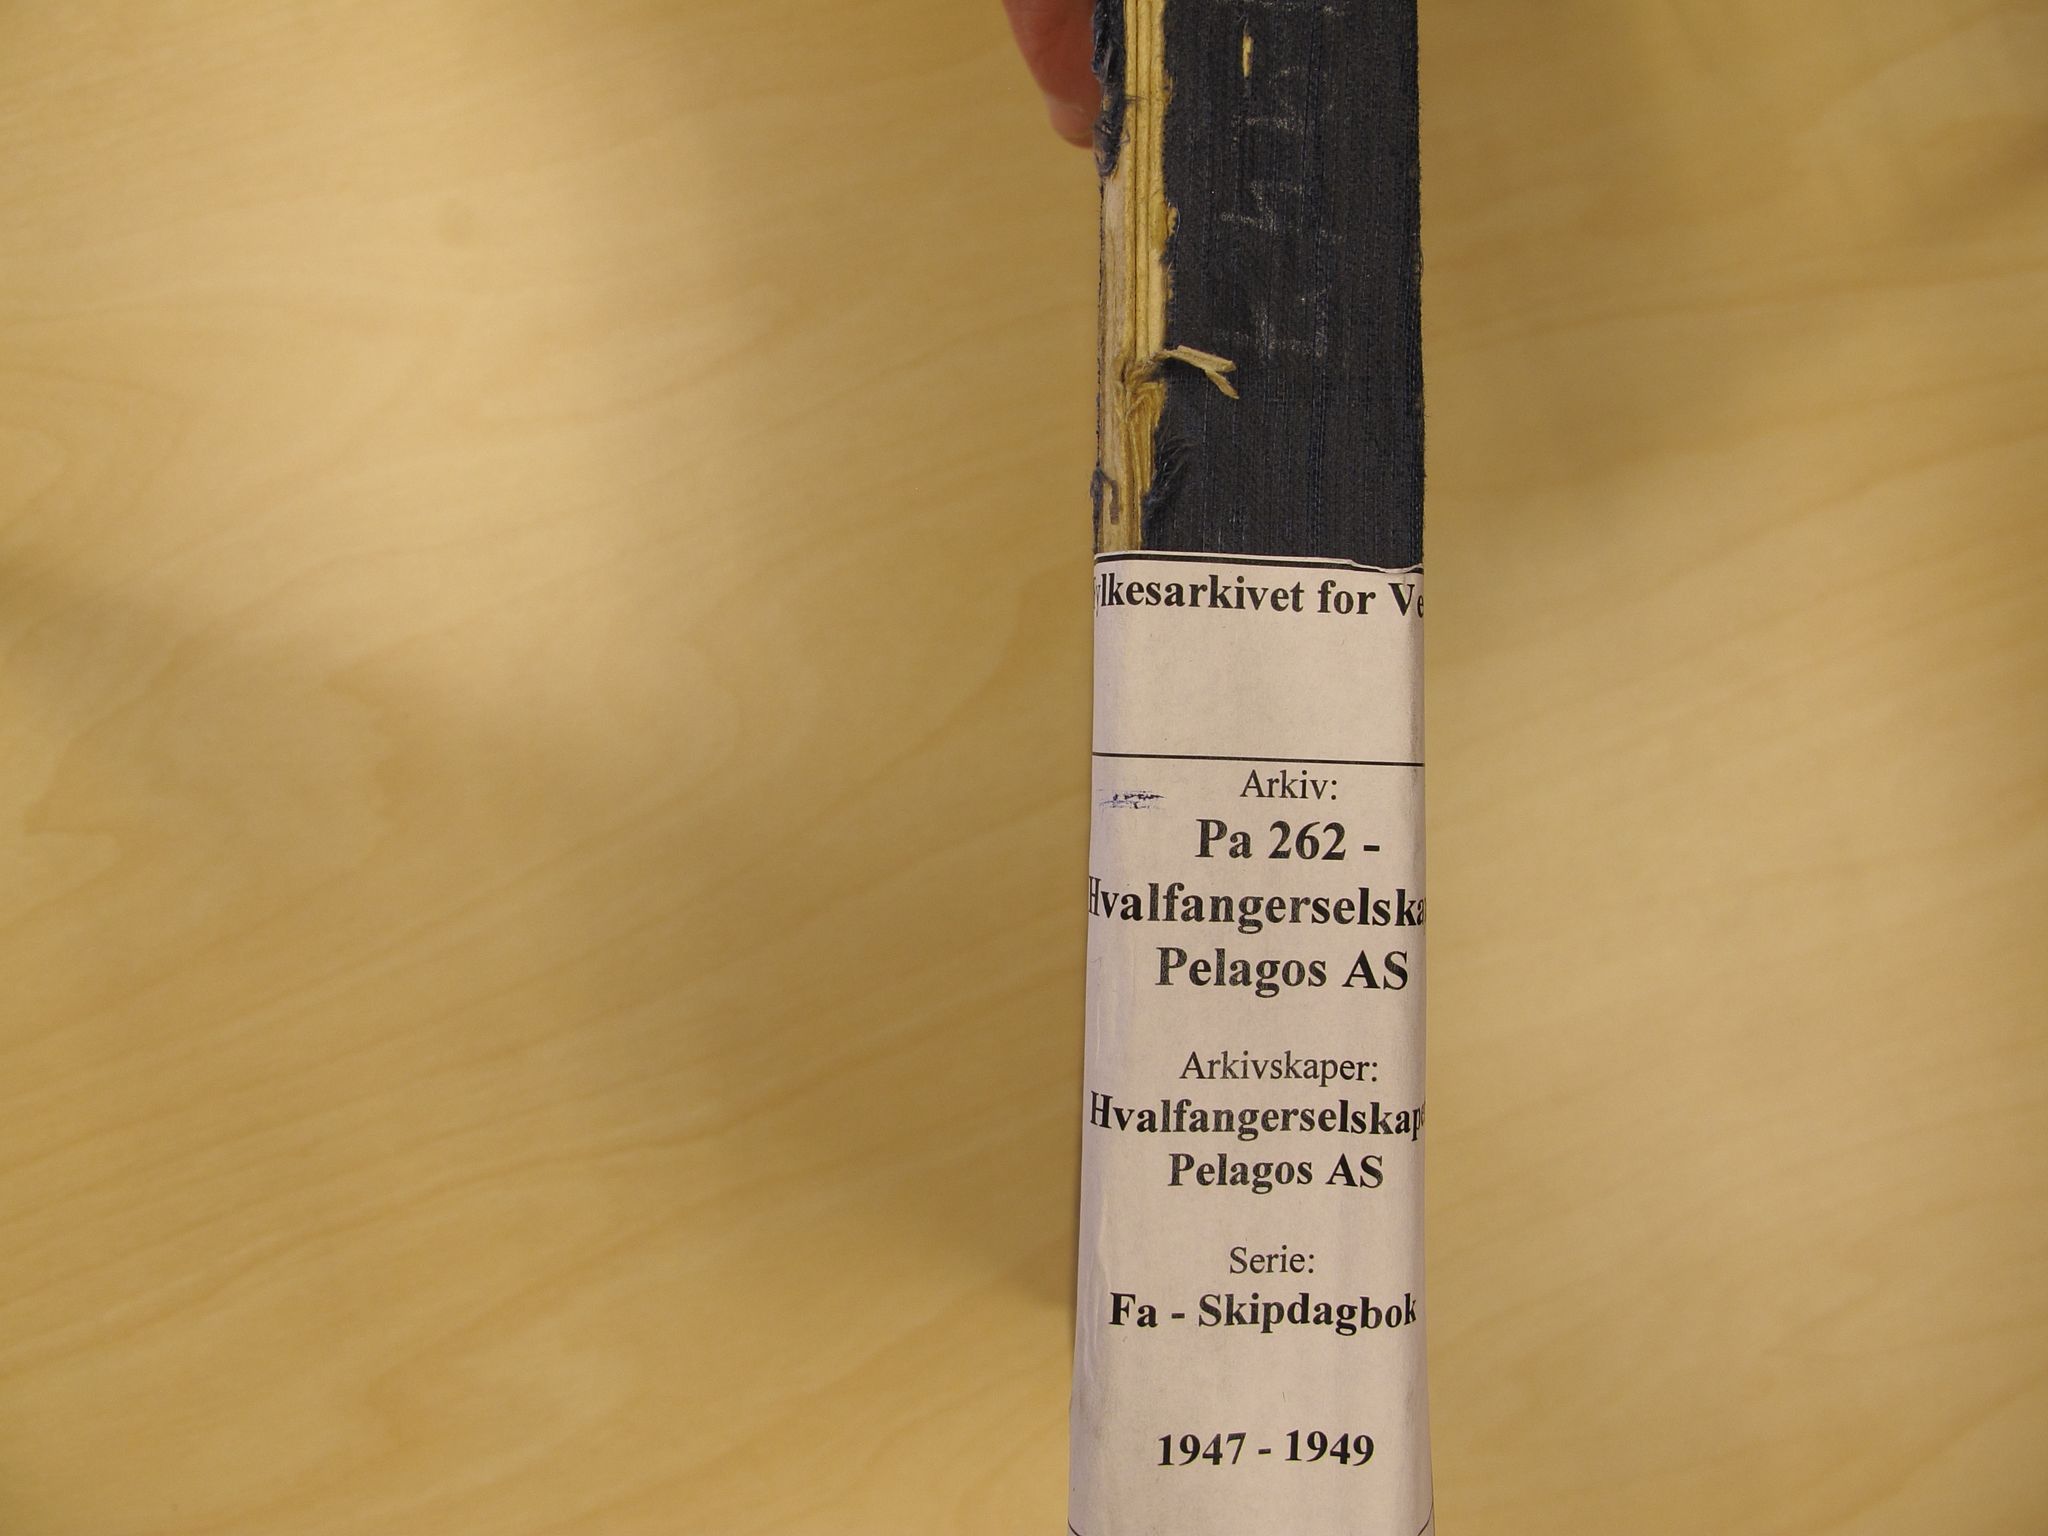 ylkesarkivet for Ve
Arkiv:
Pa 262 -
Hvalfangerselska
Pelagos AS
Arkivskaper:
Hvalfangerselskape
Pelagos AS
Serie:
Fa - Skipdagbok
1947 - 1949